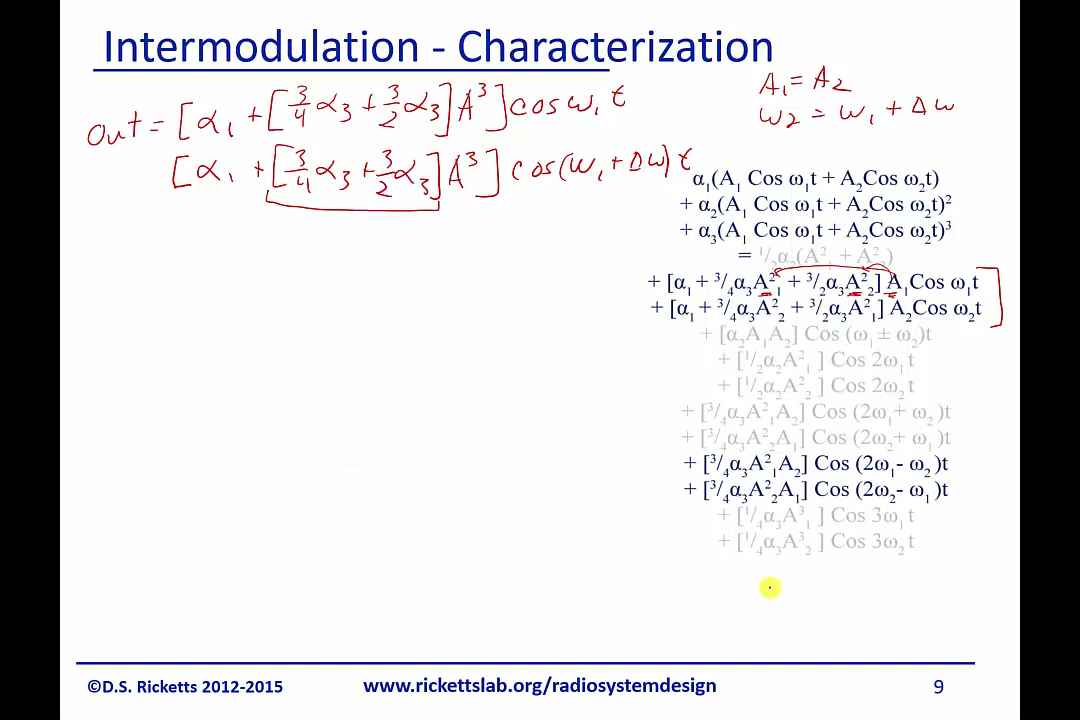 Intermodulation - Characterization
Out = [α₁ + [3/4 α₃ + 3/2 α₃] A³] cos ω₁ t
[α₁ + [3/4 α₃ + 3/2 α₃] A³] cos(ω₁ + Δω) t
A₁ = A₂
ω₂ = ω₁ + Δω
α₁(A₁ Cos ω₁t + A₂Cos ω₂t)
+ α₂(A₁ Cos ω₁t + A₂Cos ω₂t)²
+ α₃(A₁ Cos ω₁t + A₂Cos ω₂t)³
= ¹/₂α₂(A²₁ + A²₂)
+ [α₁ + ³/₄α₃A²₁ + ³/₂α₃A²₂] A₁Cos ω₁t
+ [α₁ + ³/₄α₃A²₂ + ³/₂α₃A²₁] A₂Cos ω₂t
+ [α₂A₁A₂] Cos (ω₁ ± ω₂)t
+ [¹/₂α₂A²₁ ] Cos 2ω₁ t
+ [¹/₂α₂A²₂ ] Cos 2ω₂ t
+ [³/₄α₃A²₁A₂] Cos (2ω₁+ ω₂ )t
+ [³/₄α₃A²₂A₁] Cos (2ω₂+ ω₁ )t
+ [³/₄α₃A²₁A₂] Cos (2ω₁- ω₂ )t
+ [³/₄α₃A²₂A₁] Cos (2ω₂- ω₁ )t
+ [¹/₄α₃A³₁ ] Cos 3ω₁ t
+ [¹/₄α₃A³₂ ] Cos 3ω₂ t
©D.S. Ricketts 2012-2015
www.rickettslab.org/radiosystemdesign
9